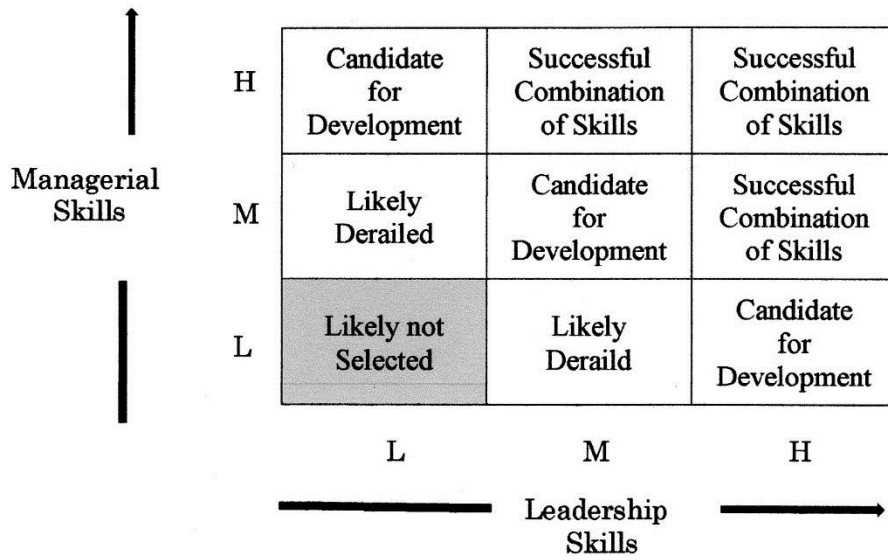 H
Candidate
for
Development
Successful
Combination
of Skills
Successful
Combination
of Skills
Managerial
Skills
M
Likely
Derailed
Candidate
for
Development
Successful
Combination
of Skills
L
Likely not
Selected
Likely
Deraild
Candidate
for
Development
L
M
H
Leadership
Skills